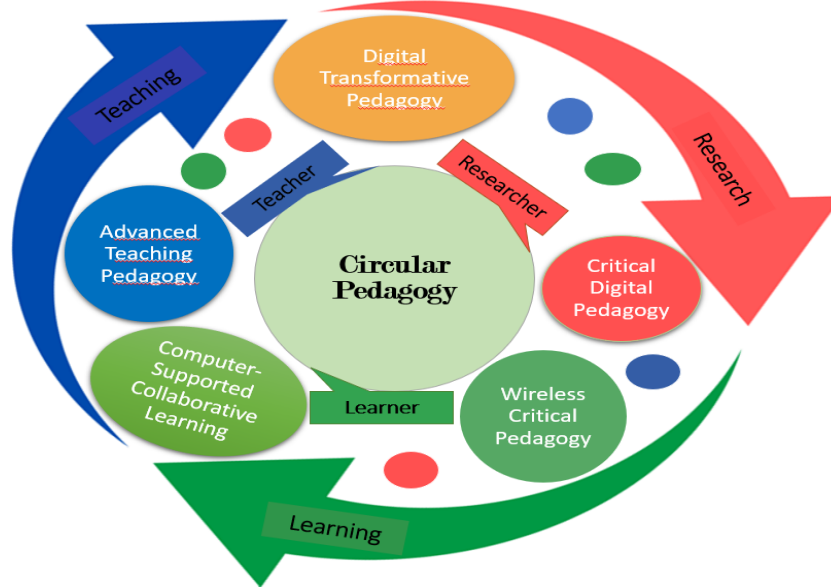 Digital
Transformative
Pedagogy
Teaching
Research
Teacher
Researcher
Advanced
Teaching
Pedagogy
Circular
Pedagogy
Critical
Digital
Pedagogy
Computer-
Supported
Collaborative
Learning
Learner
Wireless
Critical
Pedagogy
Learning